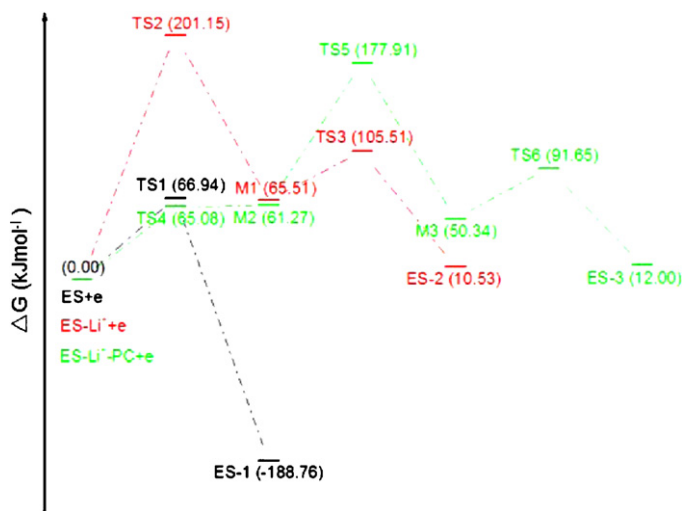 TS2 (201.15)
TS5 (177.91)
TS3 (105.51)
TS6 (91.65)
TS1 (66.94)
M1 (65.51)
TS4 (65.08)
M2 (61.27)
M3 (50.34)
(0.00)
ES-2 (10.53)
ES-3 (12.00)
ES+e
ES-Li⁺+e
ES-Li⁺-PC+e
ES-1 (-188.76)
△G (kJmol⁻¹)